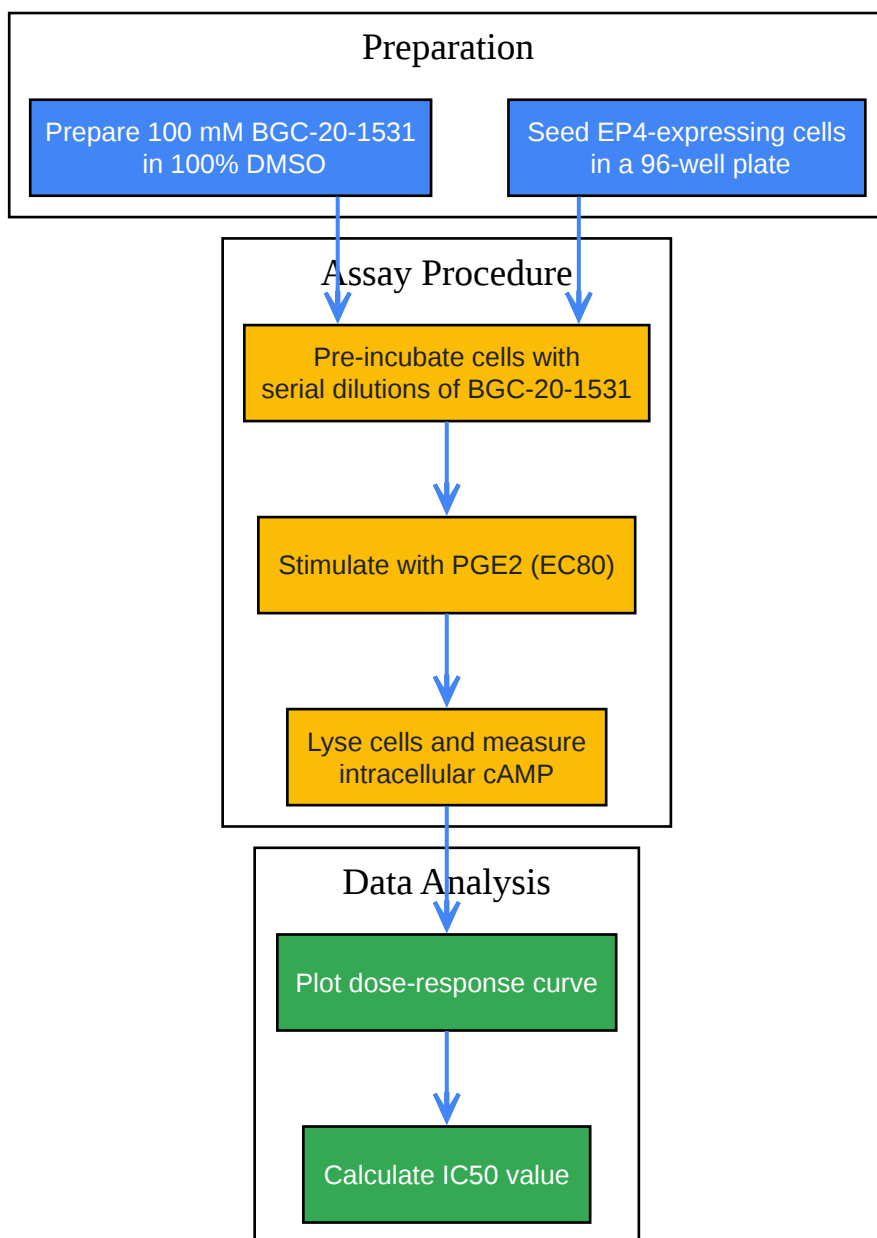 Preparation
Prepare 100 mM BGC-20-1531
in 100% DMSO
Seed EP4-expressing cells
in a 96-well plate
Assay Procedure
Pre-incubate cells with
serial dilutions of BGC-20-1531
Stimulate with PGE2 (EC80)
Lyse cells and measure
intracellular cAMP
Data Analysis
Plot dose-response curve
Calculate IC50 value